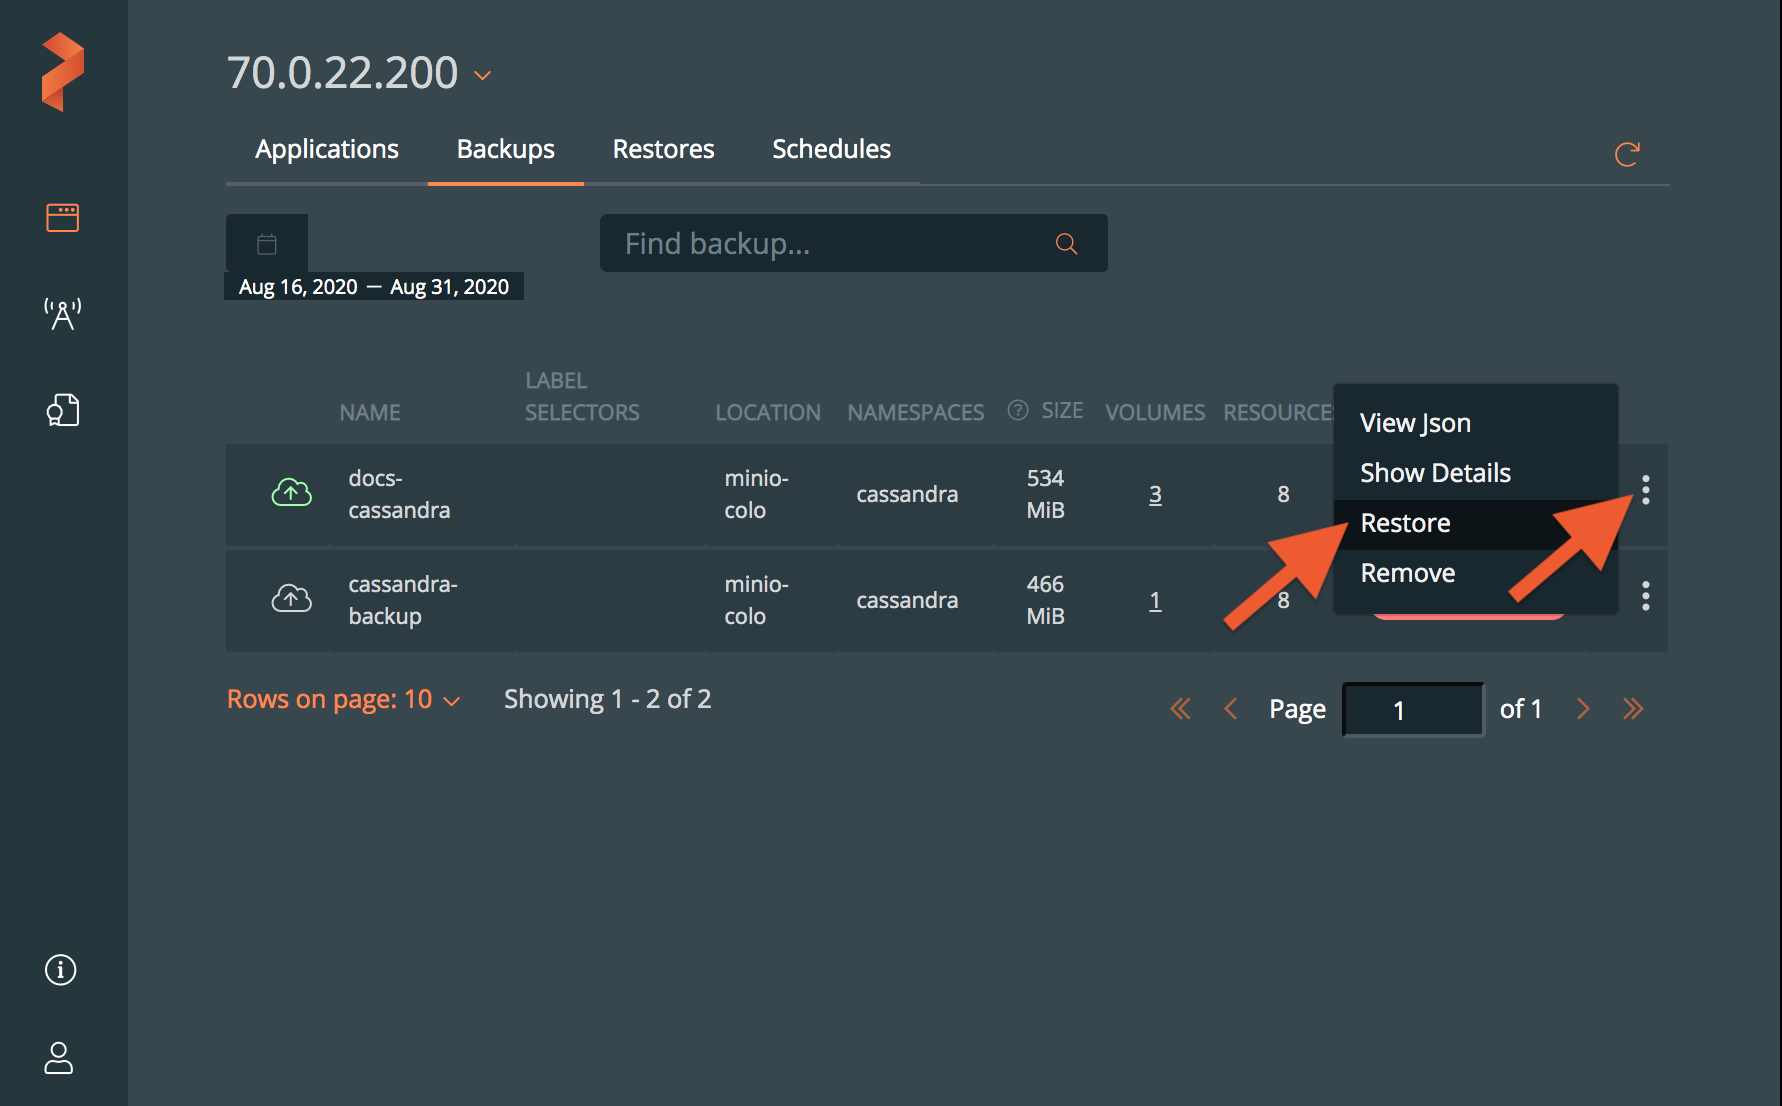 70.0.22.200
Applications Backups Restores Schedules
Find backup...
Aug 16, 2020 — Aug 31, 2020
NAME LABEL SELECTORS LOCATION NAMESPACES ? SIZE VOLUMES RESOURCES
docs-cassandra minio-colo cassandra 534 MiB 3 8
cassandra-backup minio-colo cassandra 466 MiB 1 8
View Json
Show Details
Restore
Remove
Rows on page: 10 Showing 1 - 2 of 2
Page 1 of 1